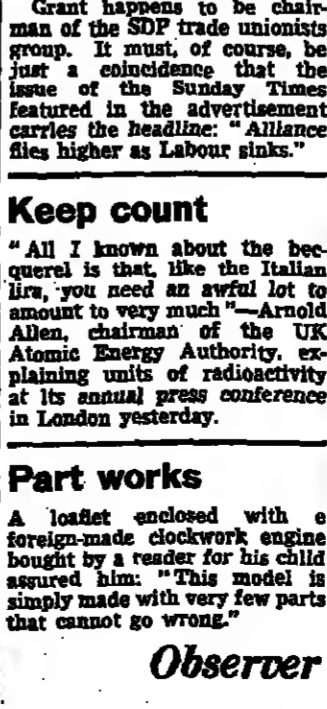 Grant happens to be chair-
man of the SDP trade unionists
group. It must, of course, be
just a coincidence that the
issue of the Sunday Times
featured in the advertisement
carries the headline: "Alliance
flies higher as Labour sinks."
Keep count
"All I known about the bec-
querel is that, like the Italian
lira, you need an awful lot to
amount to very much"—Arnold
Allen, chairman of the UK
Atomic Energy Authority, ex-
plaining units of radioactivity
at its annual press conference
in London yesterday.
Part works
A loaflet enclosed with e
foreign-made clockwork engine
bought by a reader for his child
assured him: "This model is
simply made with very few parts
that cannot go wrong."
Observer